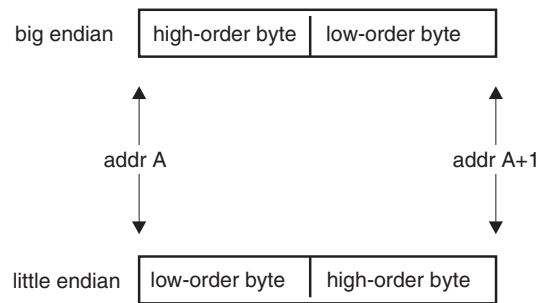 big endian high-order byte low-order byte
addr A addr A+1
little endian low-order byte high-order byte